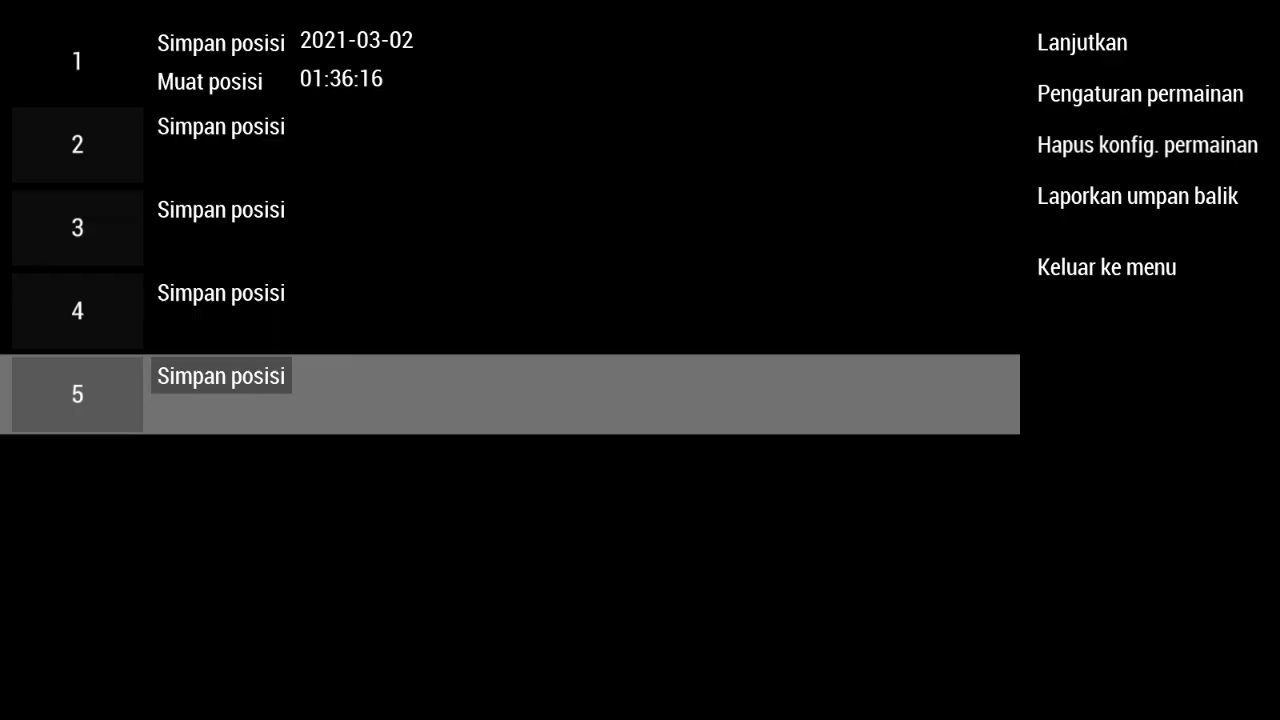 1
Simpan posisi 2021-03-02
Muat posisi 01:36:16
2
Simpan posisi
3
Simpan posisi
4
Simpan posisi
5
Simpan posisi
Lanjutkan
Pengaturan permainan
Hapus konfig. permainan
Laporkan umpan balik
Keluar ke menu